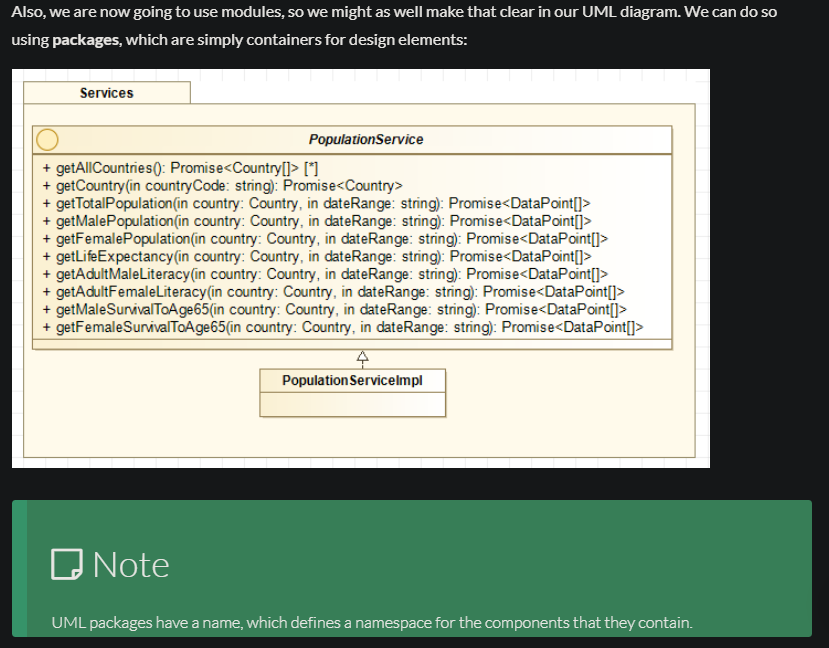 Also, we are now going to use modules, so we might as well make that clear in our UML diagram. We can do so
using packages, which are simply containers for design elements:
Services
PopulationService
+ getAllCountries(): Promise<Country[]> [*]
+ getCountry(in countryCode: string): Promise<Country>
+ getTotalPopulation(in country: Country, in dateRange: string): Promise<DataPoint[]>
+ getMalePopulation(in country: Country, in dateRange: string): Promise<DataPoint[]>
+ getFemalePopulation(in country: Country, in dateRange: string): Promise<DataPoint[]>
+ getLifeExpectancy(in country: Country, in dateRange: string): Promise<DataPoint[]>
+ getAdultMaleLiteracy(in country: Country, in dateRange: string): Promise<DataPoint[]>
+ getAdultFemaleLiteracy(in country: Country, in dateRange: string): Promise<DataPoint[]>
+ getMaleSurvivalToAge65(in country: Country, in dateRange: string): Promise<DataPoint[]>
+ getFemaleSurvivalToAge65(in country: Country, in dateRange: string): Promise<DataPoint[]>
PopulationServiceImpl
Note
UML packages have a name, which defines a namespace for the components that they contain.